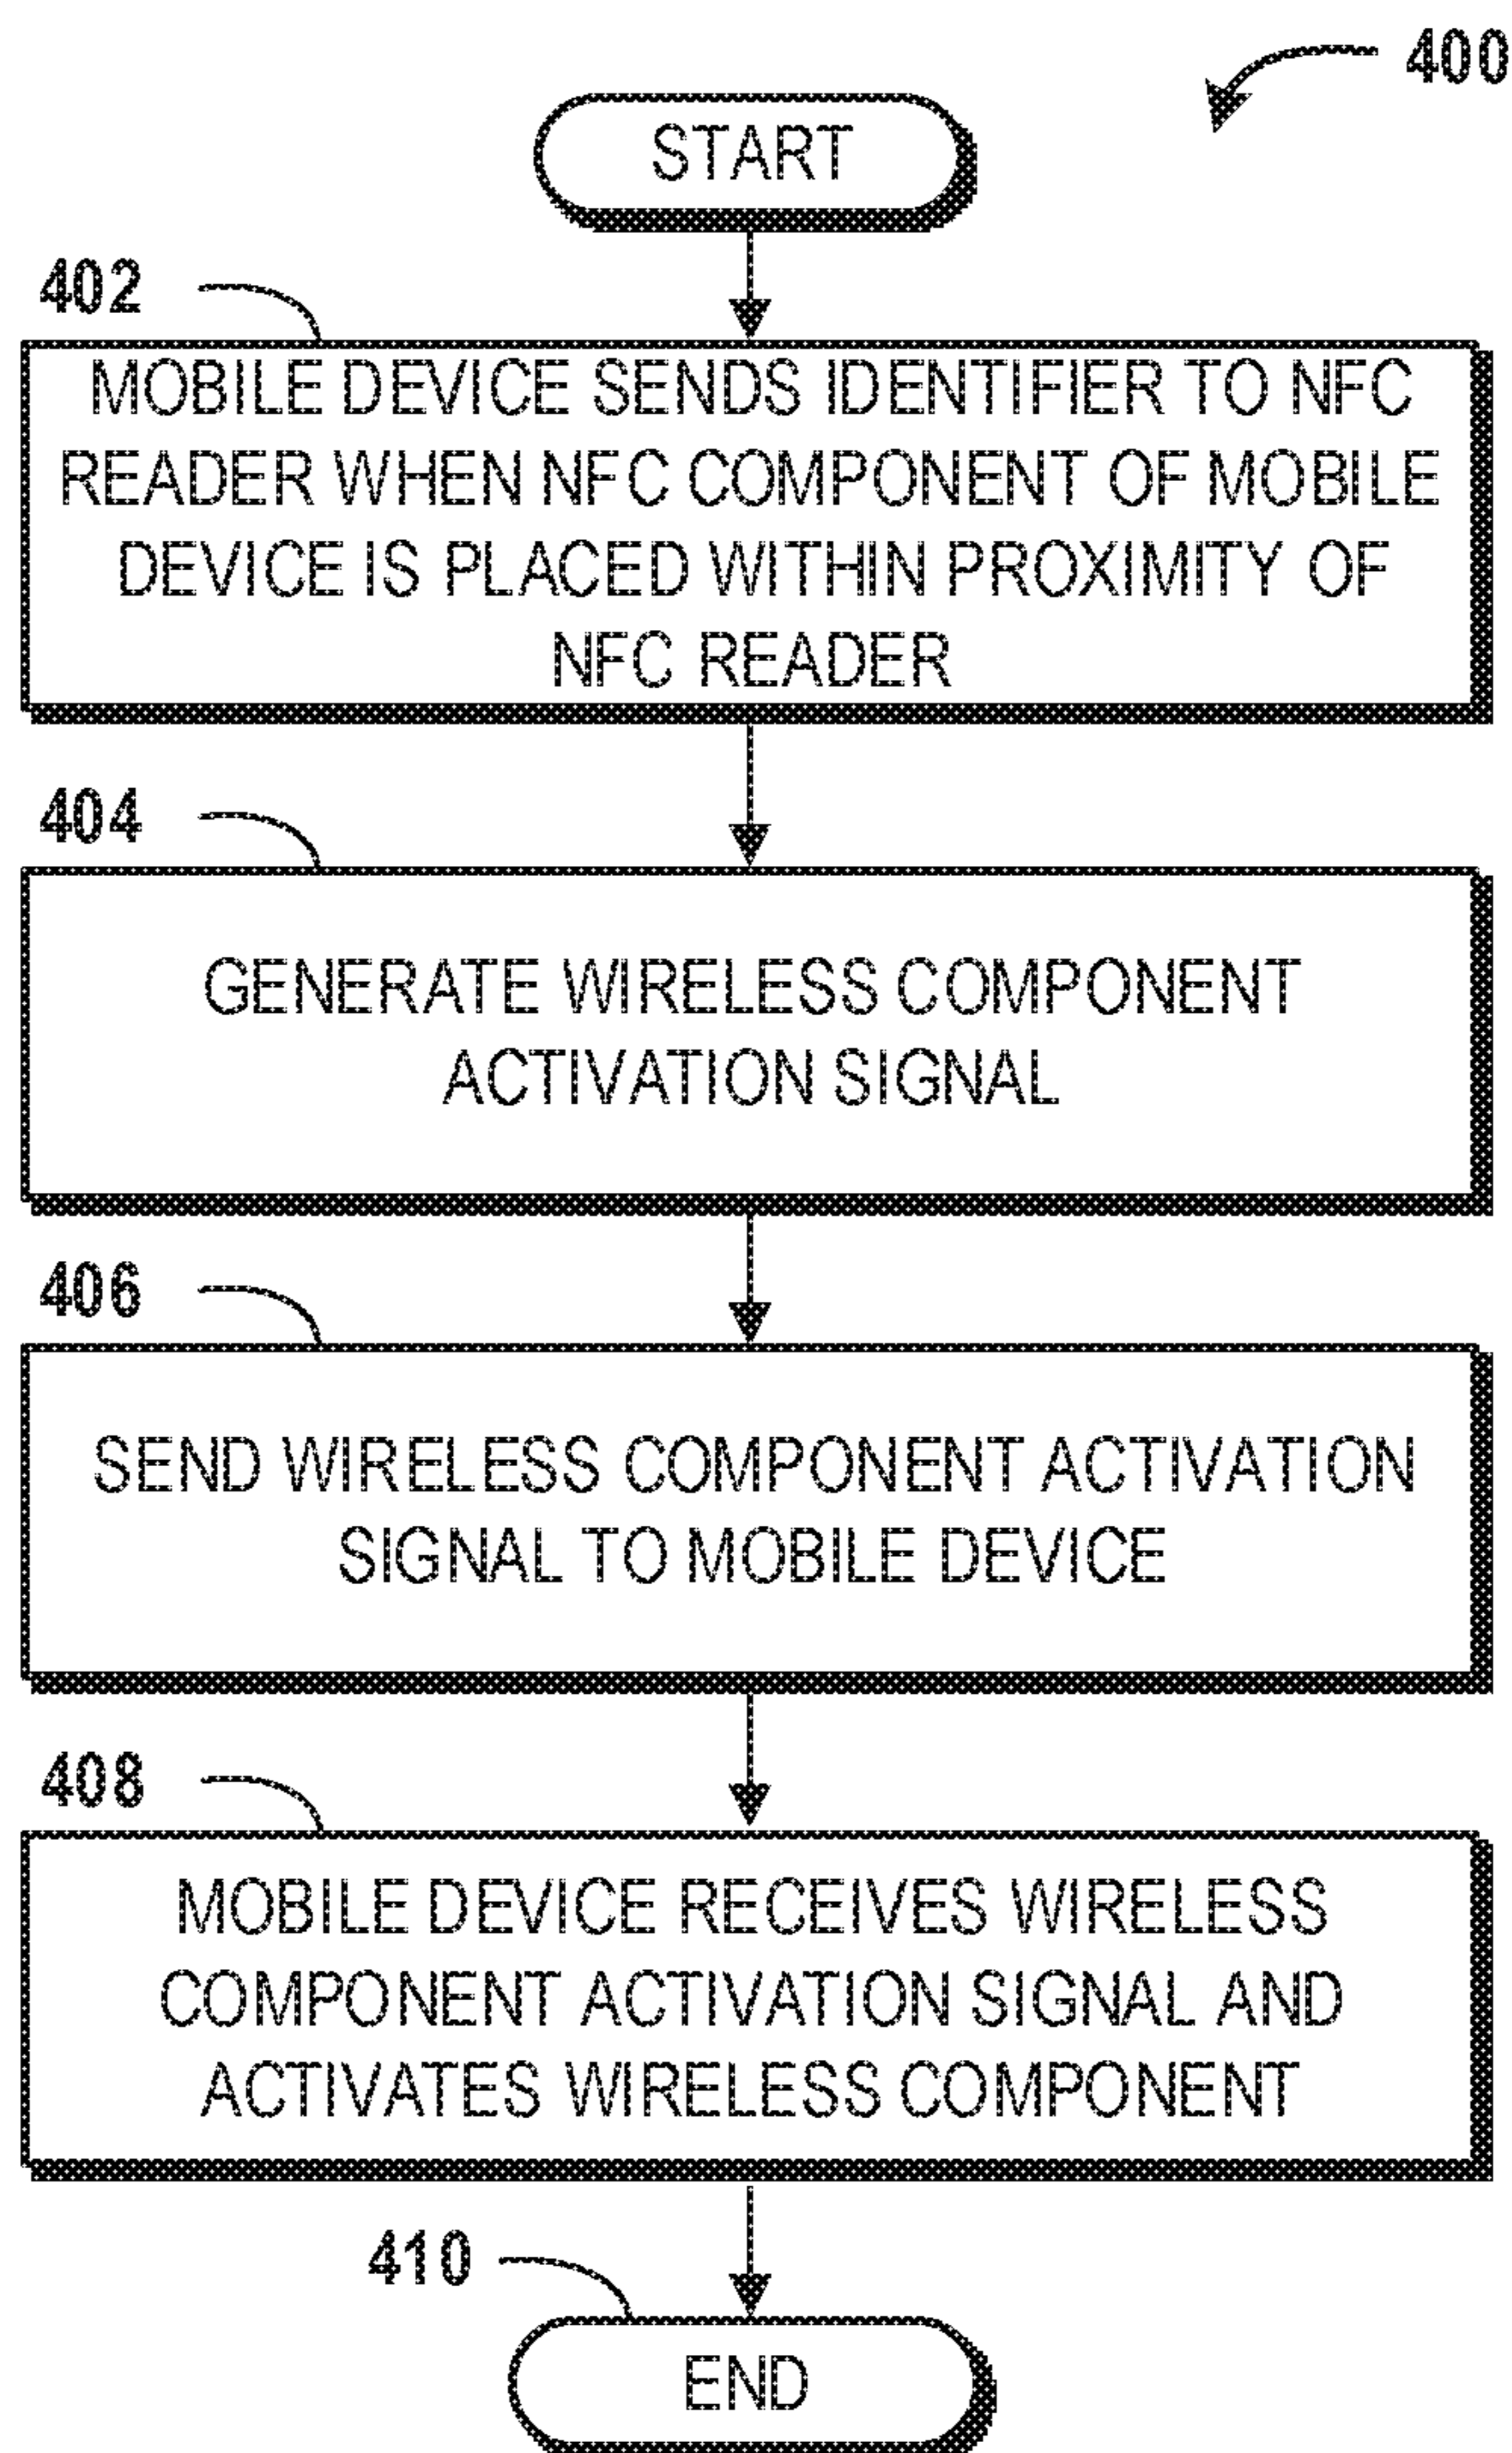 400
START
402
MOBILE DEVICE SENDS IDENTIFIER TO NFC
READER WHEN NFC COMPONENT OF MOBILE
DEVICE IS PLACED WITHIN PROXIMITY OF
NFC READER
404
GENERATE WIRELESS COMPONENT
ACTIVATION SIGNAL
406
SEND WIRELESS COMPONENT ACTIVATION
SIGNAL TO MOBILE DEVICE
408
MOBILE DEVICE RECEIVES WIRELESS
COMPONENT ACTIVATION SIGNAL AND
ACTIVATES WIRELESS COMPONENT
410
END